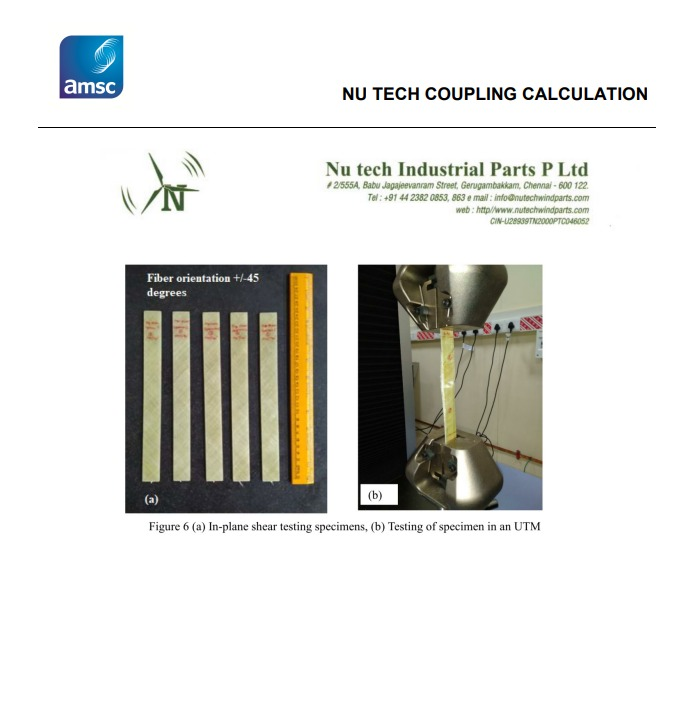 amsc
NU TECH COUPLING CALCULATION
N
Nu tech Industrial Parts P Ltd
# 2/555A, Babu Jagajeevanram Street, Gerugambakkam, Chennai - 600 122.
Tel : +91 44 2382 0853, 863 e mail : info@nutechwindparts.com
web : http//www.nutechwindparts.com
CIN-U28939TN2000PTC046052
Fiber orientation +/-45
degrees
(a)
(b)
Figure 6 (a) In-plane shear testing specimens, (b) Testing of specimen in an UTM